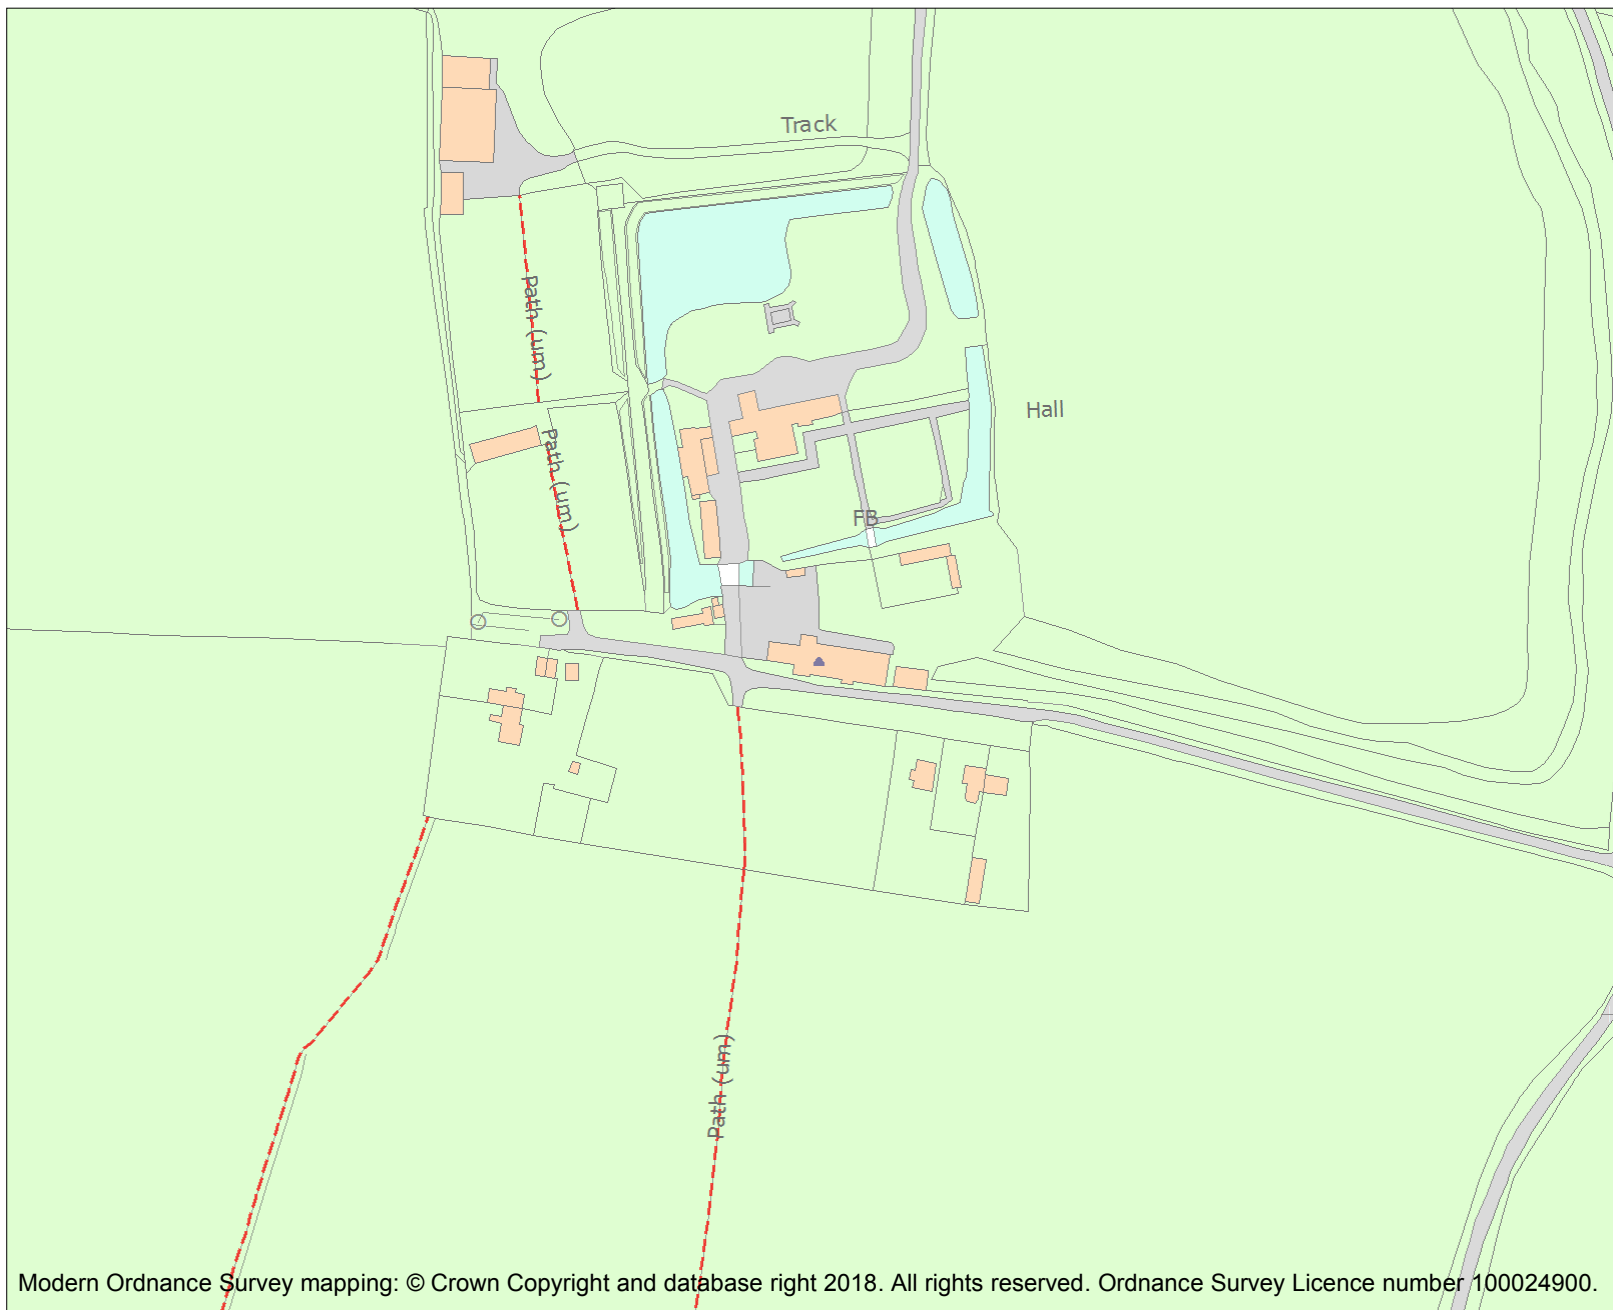 Track
Path (um)
Hall
Path (um)
FB
Path (um)
Modern Ordnance Survey mapping: © Crown Copyright and database right 2018. All rights reserved. Ordnance Survey Licence number 100024900.